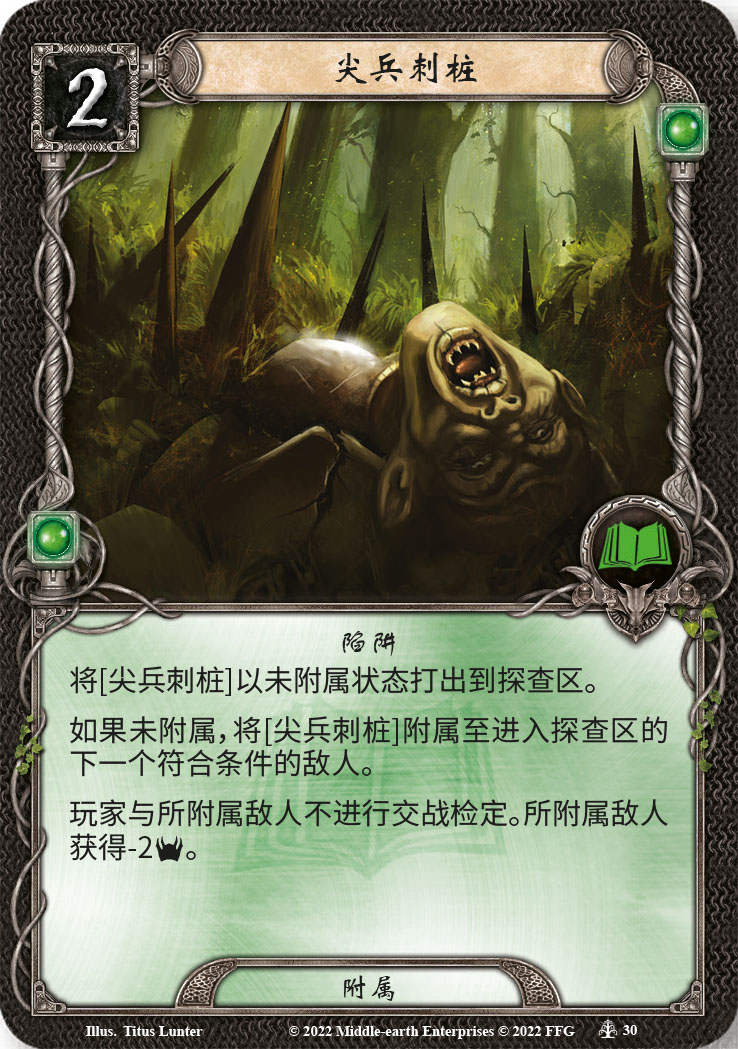 2
尖兵刺桩
陷阱
将[尖兵刺桩]以未附属状态打出到探查区。
如果未附属，将[尖兵刺桩]附属至进入探查区的
下一个符合条件的敌人。
玩家与所附属敌人不进行交战检定。所附属敌人
获得-2。
附属
Illus. Titus Lunter
© 2022 Middle-earth Enterprises © 2022 FFG
30